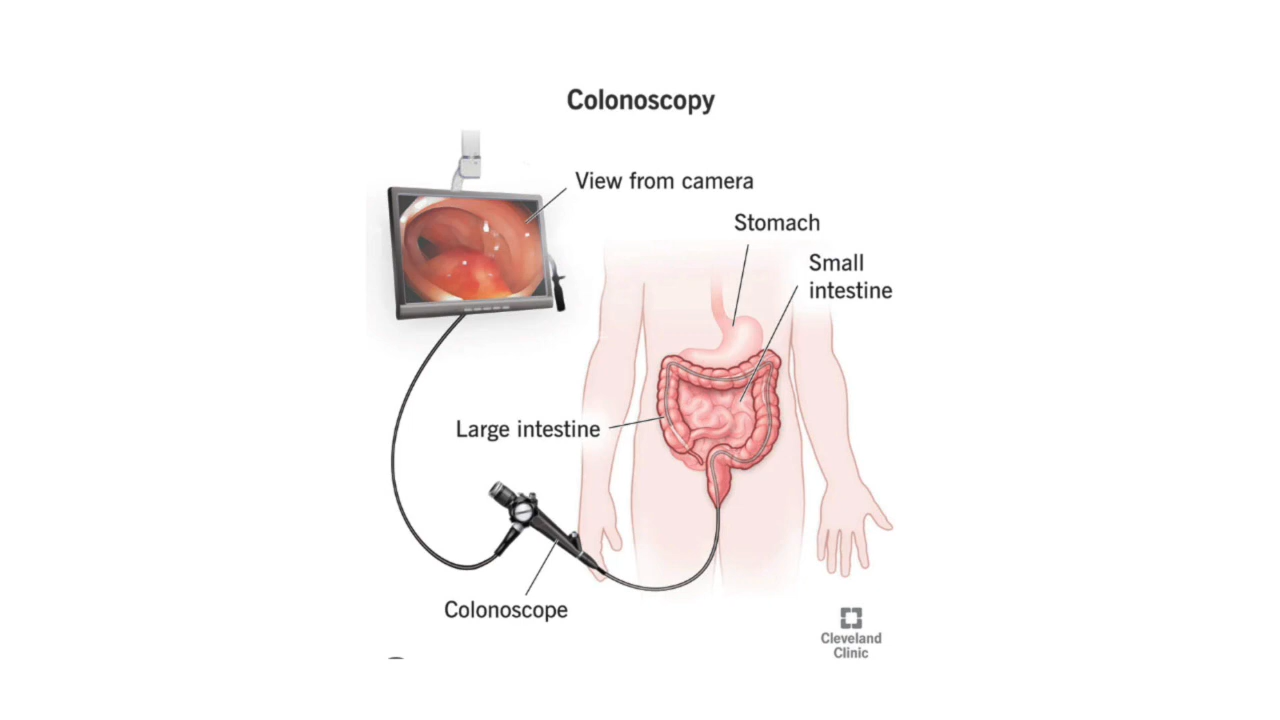 Colonoscopy
View from camera
Stomach
Small
intestine
Large intestine
Colonoscope
Cleveland
Clinic